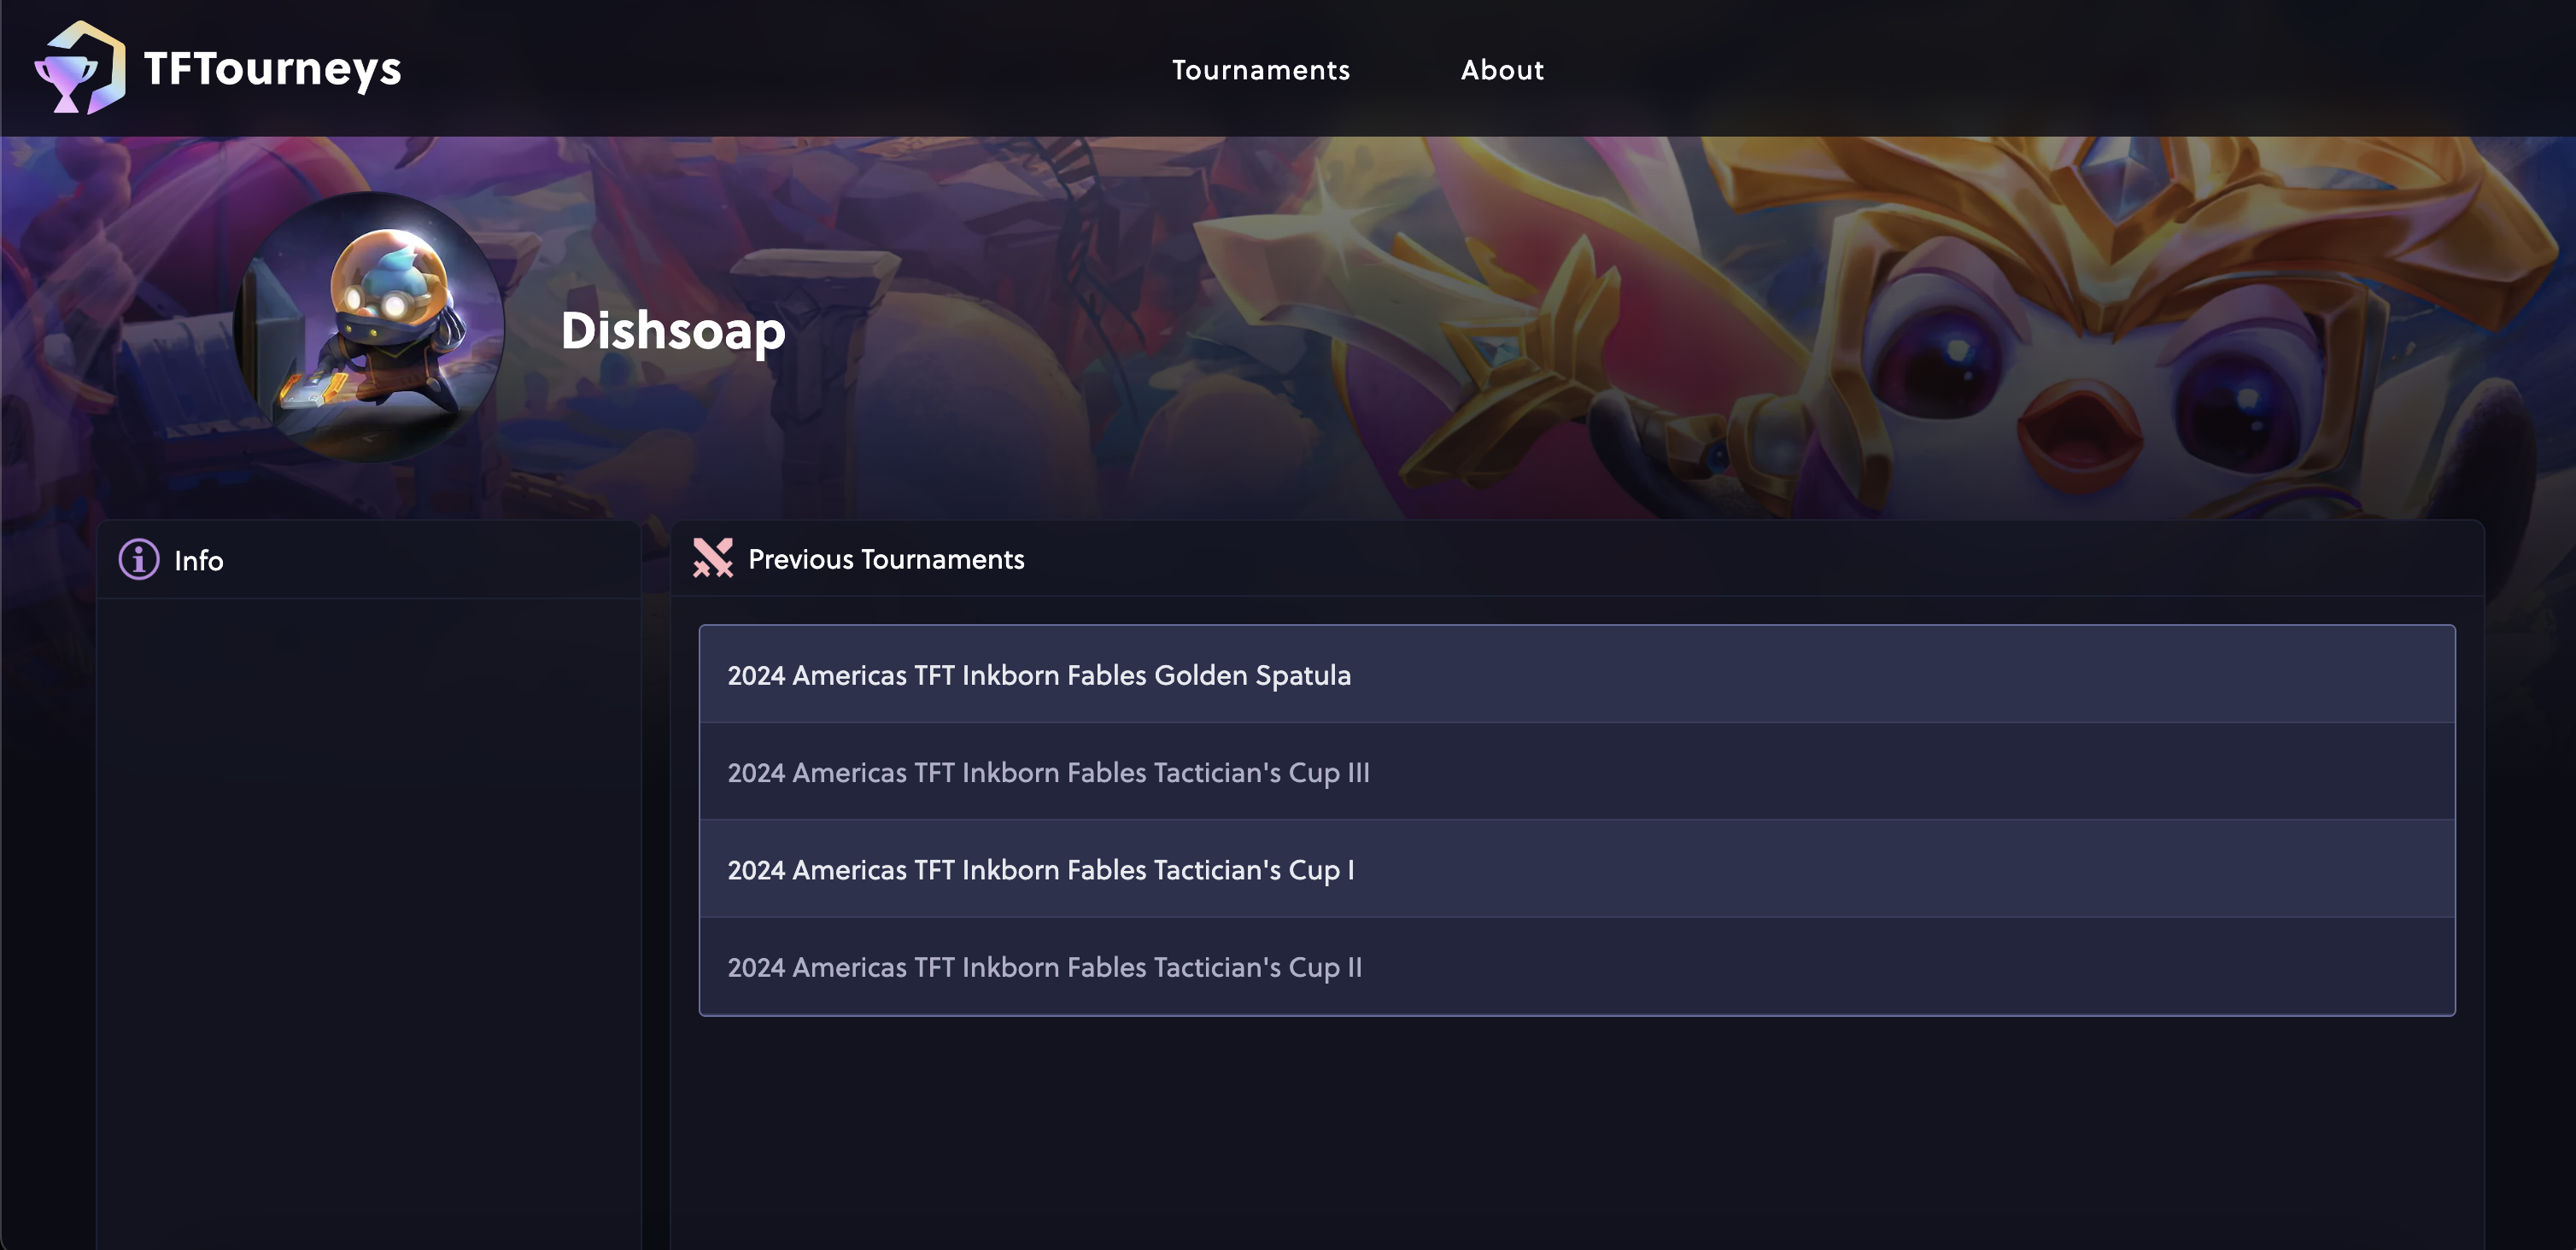 TFTourneys
Tournaments
About
Dishsoap
Info
Previous Tournaments
2024 Americas TFT Inkborn Fables Golden Spatula
2024 Americas TFT Inkborn Fables Tactician's Cup III
2024 Americas TFT Inkborn Fables Tactician's Cup I
2024 Americas TFT Inkborn Fables Tactician's Cup II